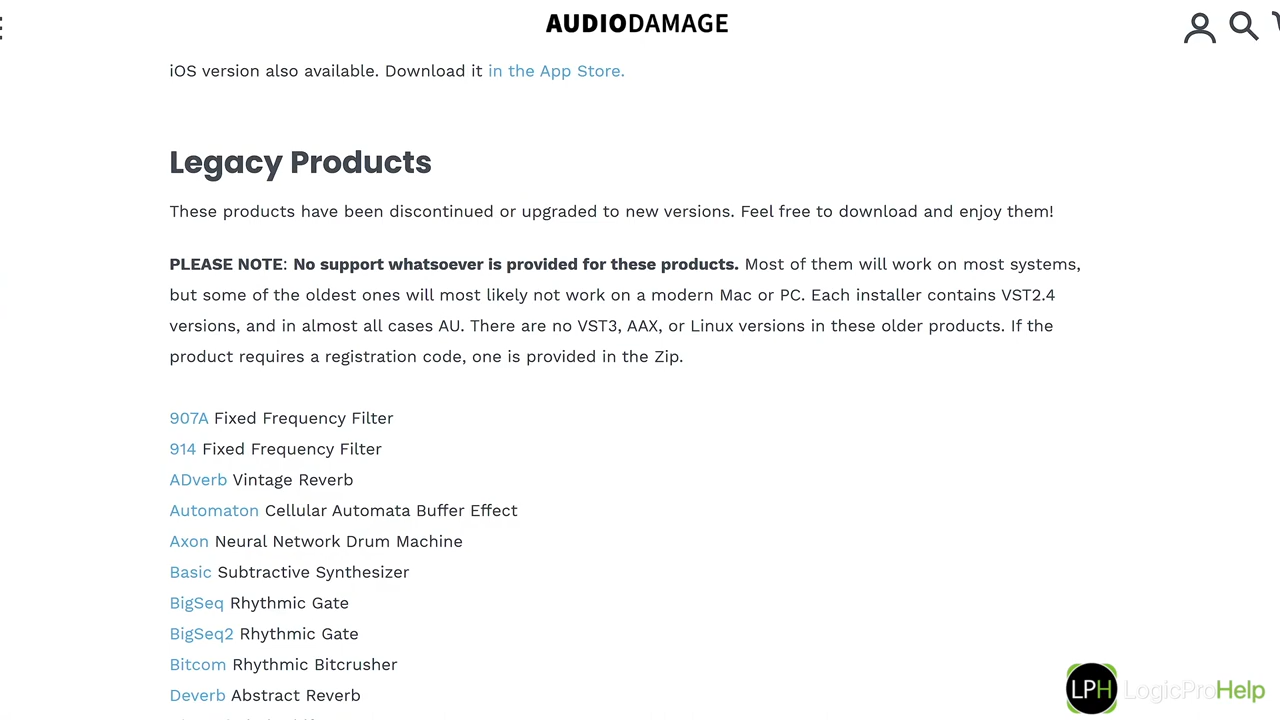 AUDIODAMAGE
iOS version also available. Download it in the App Store.
Legacy Products
These products have been discontinued or upgraded to new versions. Feel free to download and enjoy them!
PLEASE NOTE: No support whatsoever is provided for these products. Most of them will work on most systems,
but some of the oldest ones will most likely not work on a modern Mac or PC. Each installer contains VST2.4
versions, and in almost all cases AU. There are no VST3, AAX, or Linux versions in these older products. If the
product requires a registration code, one is provided in the Zip.
907A Fixed Frequency Filter
914 Fixed Frequency Filter
ADverb Vintage Reverb
Automaton Cellular Automata Buffer Effect
Axon Neural Network Drum Machine
Basic Subtractive Synthesizer
BigSeq Rhythmic Gate
BigSeq2 Rhythmic Gate
Bitcom Rhythmic Bitcrusher
Deverb Abstract Reverb
LPH LogicProHelp